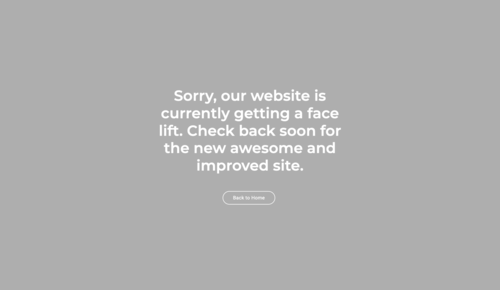 Sorry, our website is
currently getting a face
lift. Check back soon for
the new awesome and
improved site.
Back to Home